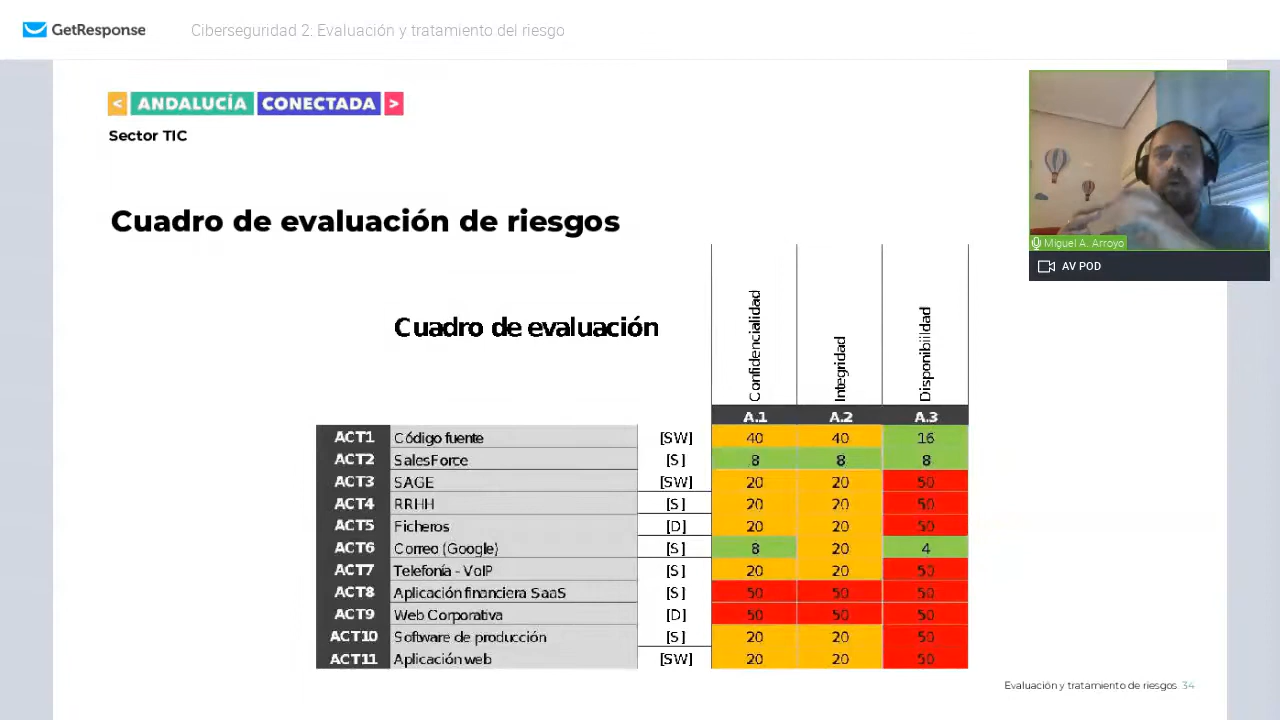 GetResponse
Ciberseguridad 2: Evaluación y tratamiento del riesgo
< ANDALUCÍA CONECTADA >
Sector TIC
Miguel A. Arroyo
AV POD
Cuadro de evaluación de riesgos
Cuadro de evaluación
Confidencialidad
Integridad
Disponibilidad
A.1 A.2 A.3
ACT1 Código fuente [SW] 40 40 16
ACT2 SalesForce [S] 8 8 8
ACT3 SAGE [SW] 20 20 50
ACT4 RRHH [S] 20 20 50
ACT5 Ficheros [D] 20 20 50
ACT6 Correo (Google) [S] 8 20 4
ACT7 Telefonía - VoIP [S] 20 20 50
ACT8 Aplicación financiera SaaS [S] 50 50 50
ACT9 Web Corporativa [D] 50 50 50
ACT10 Software de producción [S] 20 20 50
ACT11 Aplicación web [SW] 20 20 50
Evaluación y tratamiento de riesgos 34